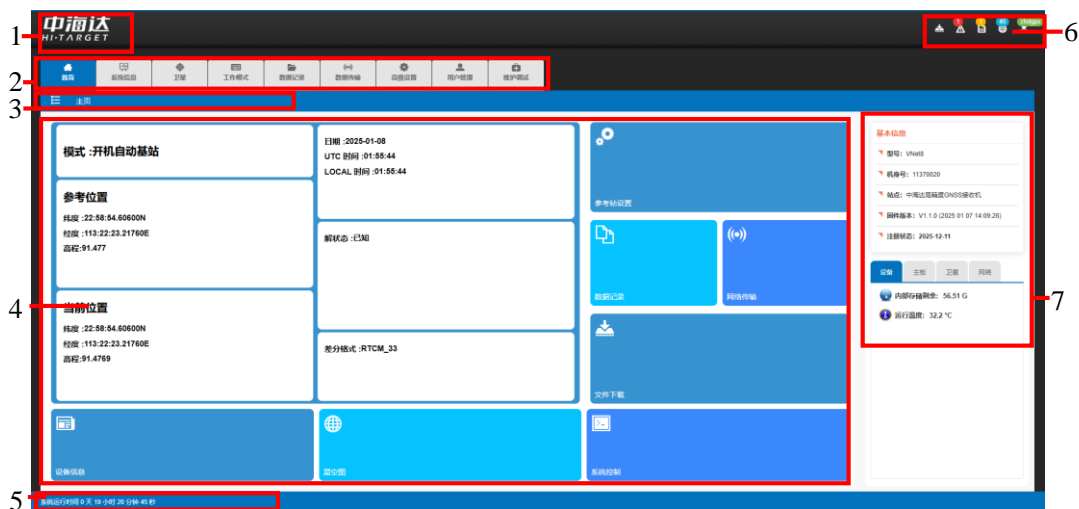 中海达
HI-TARGET
1
6
2
首页 系统信息 卫星 工作模式 数据记录 数据传输 高级设置 用户管理 维护调试
3
主页
模式 :开机自动基站
参考位置
纬度 :22:58:54.60600N
经度 :113:22:23.21760E
高程:91.477
4
当前位置
纬度 :22:58:54.60600N
经度 :113:22:23.21760E
高程:91.4769
日期 :2025-01-08
UTC 时间 :01:55:44
LOCAL 时间 :01:55:44
解状态 :已知
差分格式 :RTCM_33
参考站设置
数据记录
网络传输
文件下载
设备信息
星空图
系统控制
基本信息
型号: VNet8
机身号: 11370020
站点: 中海达高精度GNSS接收机
固件版本: V1.1.0 (2025 01 07 14:09:26)
注册状态: 2025-12-11
设备 主板 卫星 网络
内部存储剩余: 56.51 G
运行温度: 32.2 °C
7
5
系统运行时间 0 天 19 小时 26 分钟 45 秒